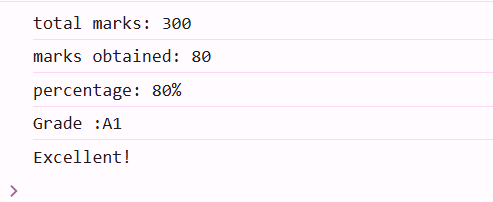 total marks: 300
marks obtained: 80
percentage: 80%
Grade :A1
Excellent!
>